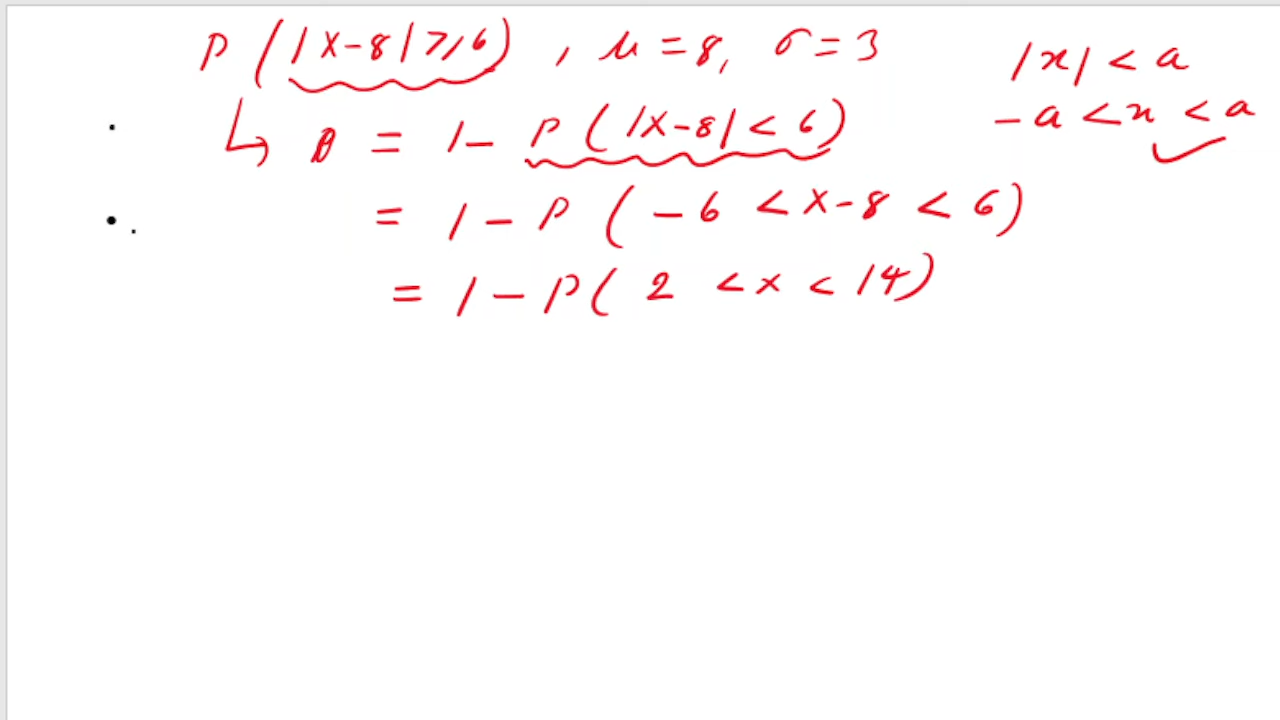 P(|X-8|≥6), μ=8, σ=3
|x| < a
-a < x < a
= 1- P(|X-8| < 6)
= 1-P(-6 < X-8 < 6)
= 1-P(2 < X < 14)